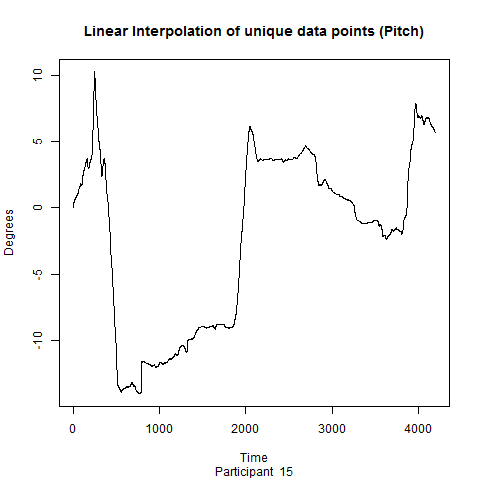 Linear Interpolation of unique data points (Pitch)
10
5
0
-5
-10
Degrees
0 1000 2000 3000 4000
Time
Participant 15